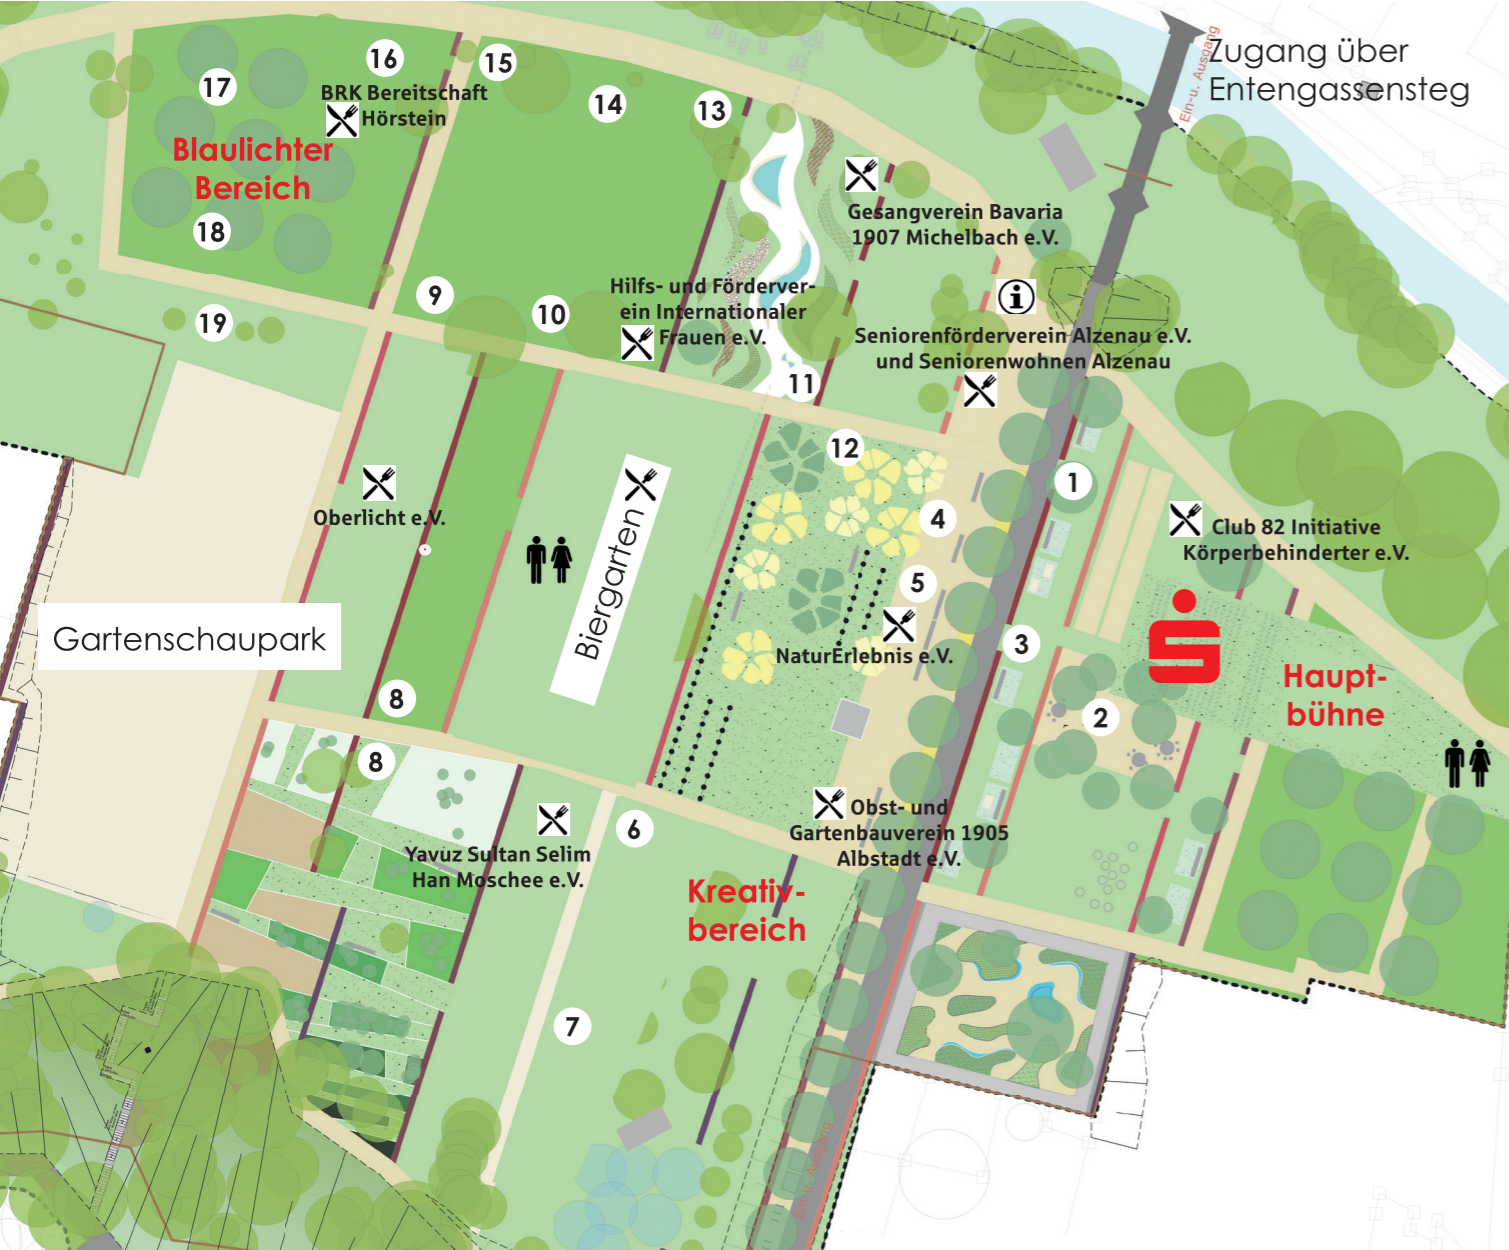 Ein-u. Ausgang
Zugang über
Entengassensteg
16
15
17
BRK Bereitschaft
Hörstein
14
13
Blaulichter
Bereich
18
Gesangverein Bavaria
1907 Michelbach e.V.
9
10
Hilfs- und Förderver-
ein Internationaler
Frauen e.V.
i
19
Seniorenförderverein Alzenau e.V.
und Seniorenwohnen Alzenau
11
12
1
Oberlicht e.V.
4
Club 82 Initiative
Körperbehinderter e.V.
Biergarten
5
Gartenschaupark
NaturErlebnis e.V.
3
Haupt-
bühne
8
2
8
6
Obst- und
Gartenbauverein 1905
Albstadt e.V.
Yavuz Sultan Selim
Han Moschee e.V.
Kreativ-
bereich
7
Ein-u. Ausgang